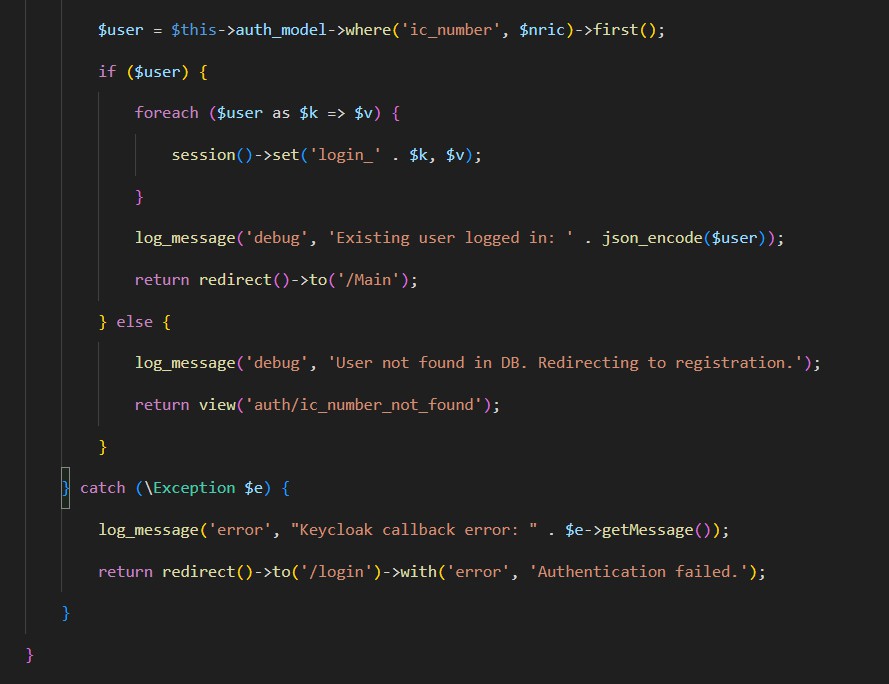 $user = $this->auth_model->where('ic_number', $nric)->first();
if ($user) {
foreach ($user as $k => $v) {
session()->set('login_' . $k, $v);
}
log_message('debug', 'Existing user logged in: ' . json_encode($user));
return redirect()->to('/Main');
} else {
log_message('debug', 'User not found in DB. Redirecting to registration.');
return view('auth/ic_number_not_found');
}
} catch (\Exception $e) {
log_message('error', "Keycloak callback error: " . $e->getMessage());
return redirect()->to('/login')->with('error', 'Authentication failed.');
}
}